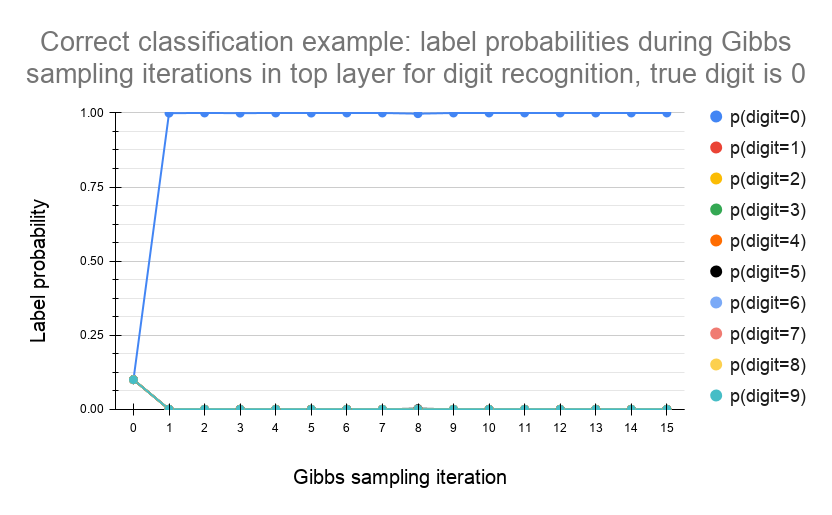 Correct classification example: label probabilities during Gibbs
sampling iterations in top layer for digit recognition, true digit is 0
1.00
0.75
0.50
0.25
0.00
Label probability
0 1 2 3 4 5 6 7 8 9 10 11 12 13 14 15
Gibbs sampling iteration
p(digit=0)
p(digit=1)
p(digit=2)
p(digit=3)
p(digit=4)
p(digit=5)
p(digit=6)
p(digit=7)
p(digit=8)
p(digit=9)